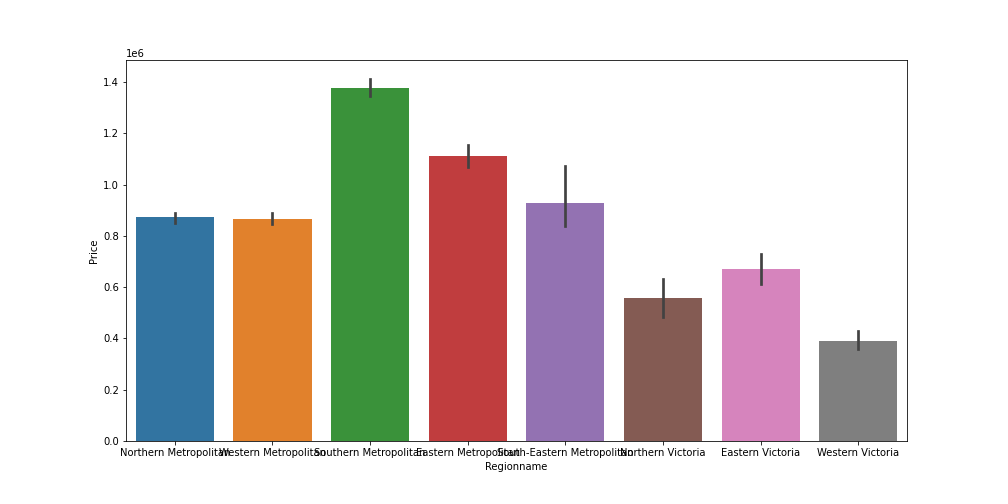 1e6
1.4
1.2
1.0
0.8
0.6
0.4
0.2
0.0
Price
Northern Metropolitan Western Metropolitan Southern Metropolitan Eastern Metropolitan South-Eastern Metropolitan Northern Victoria Eastern Victoria Western Victoria
Regionname